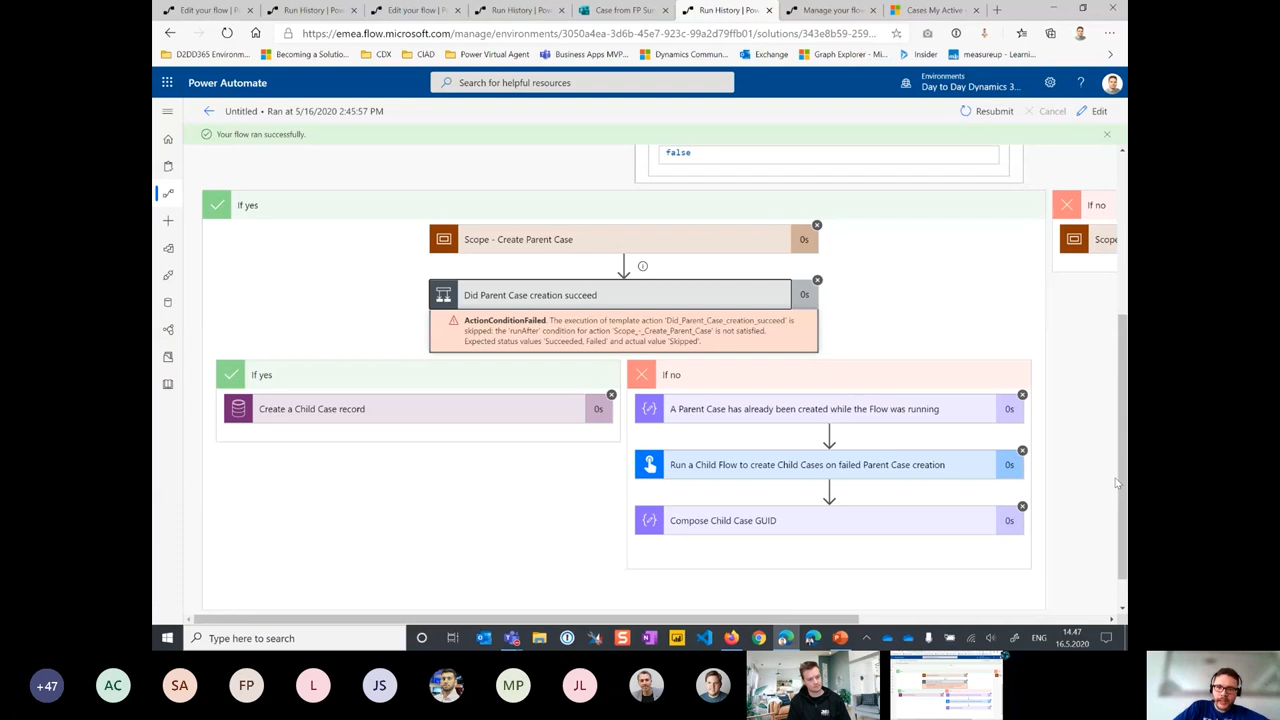 Edit your flow | P
Run History | Pow
Edit your flow | P
Run History | Pow
Case from FP Sus
Run History | Pow
Manage your flow
Cases My Active
https://emea.flow.microsoft.com/manage/environments/3050a4ea-3d6b-45e7-923c-99a2d79ffb01/solutions/343e8b59-259...
D2DD365 Environm...
Becoming a Solution...
CDX
CIAD
Power Virtual Agent
Business Apps MVP...
Dynamics Commun...
Exchange
Graph Explorer - Mi...
Insider
measureup - Learni...
Power Automate
Search for helpful resources
Environments
Day to Day Dynamics 3...
Untitled • Ran at 5/16/2020 2:45:57 PM
Resubmit
Cancel
Edit
Your flow ran successfully.
false
If yes
If no
Scope - Create Parent Case
0s
Scope
Did Parent Case creation succeed
0s
ActionConditionFailed. The execution of template action 'Did_Parent_Case_creation_succeed' is
skipped: the 'runAfter' condition for action 'Scope_-_Create_Parent_Case' is not satisfied.
Expected status values 'Succeeded, Failed' and actual value 'Skipped'.
If yes
If no
Create a Child Case record
0s
A Parent Case has already been created while the Flow was running
0s
Run a Child Flow to create Child Cases on failed Parent Case creation
0s
Compose Child Case GUID
0s
Type here to search
ENG
14.47
16.5.2020
+47
AC
SA
FP
L
JS
MP
JL